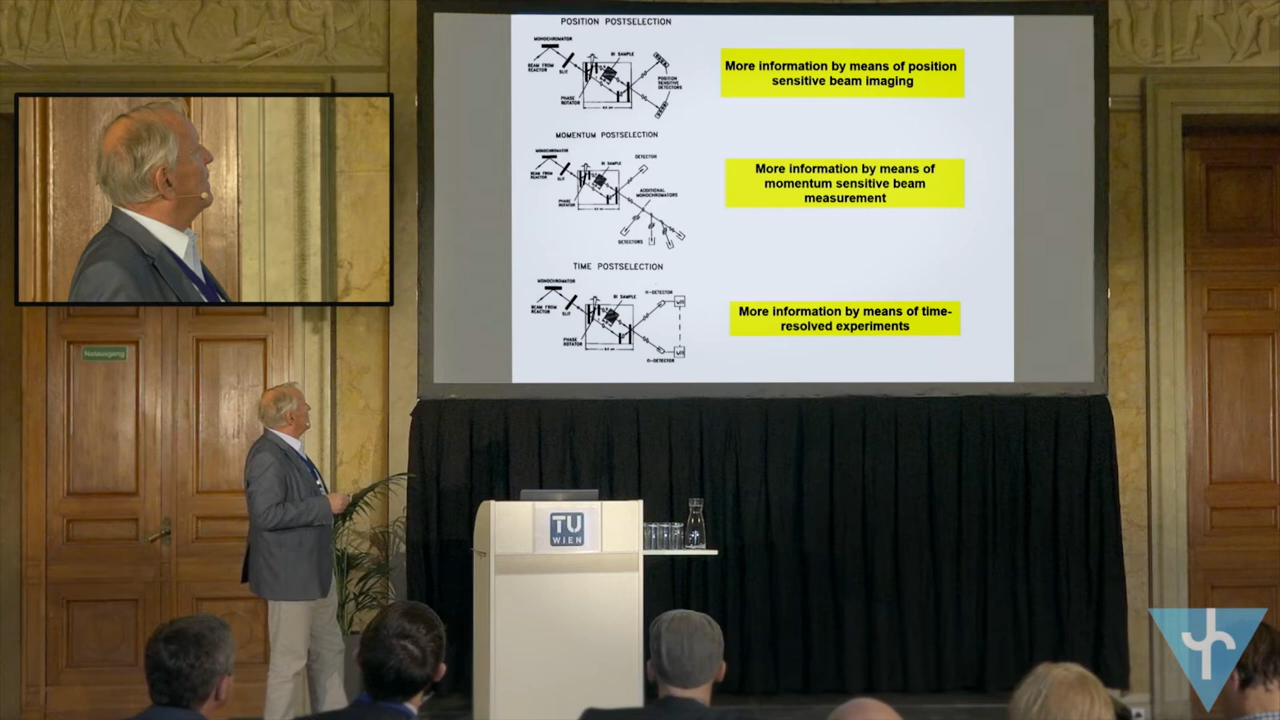 POSITION POSTSELECTION
MONOCHROMATOR
BEAM FROM
REACTOR
SLIT
BI SAMPLE
PHASE
ROTATOR
POSITION
SENSITIVE
DETECTORS
More information by means of position
sensitive beam imaging
MOMENTUM POSTSELECTION
MONOCHROMATOR
BEAM FROM
REACTOR
SLIT
BI SAMPLE
PHASE
ROTATOR
DETECTOR
ADDITIONAL
MONOCHROMATORS
DETECTORS
More information by means of
momentum sensitive beam
measurement
TIME POSTSELECTION
MONOCHROMATOR
BEAM FROM
REACTOR
SLIT
BI SAMPLE
PHASE
ROTATOR
H-DETECTOR
O-DETECTOR
More information by means of time-
resolved experiments
Notausgang
TU
WIEN